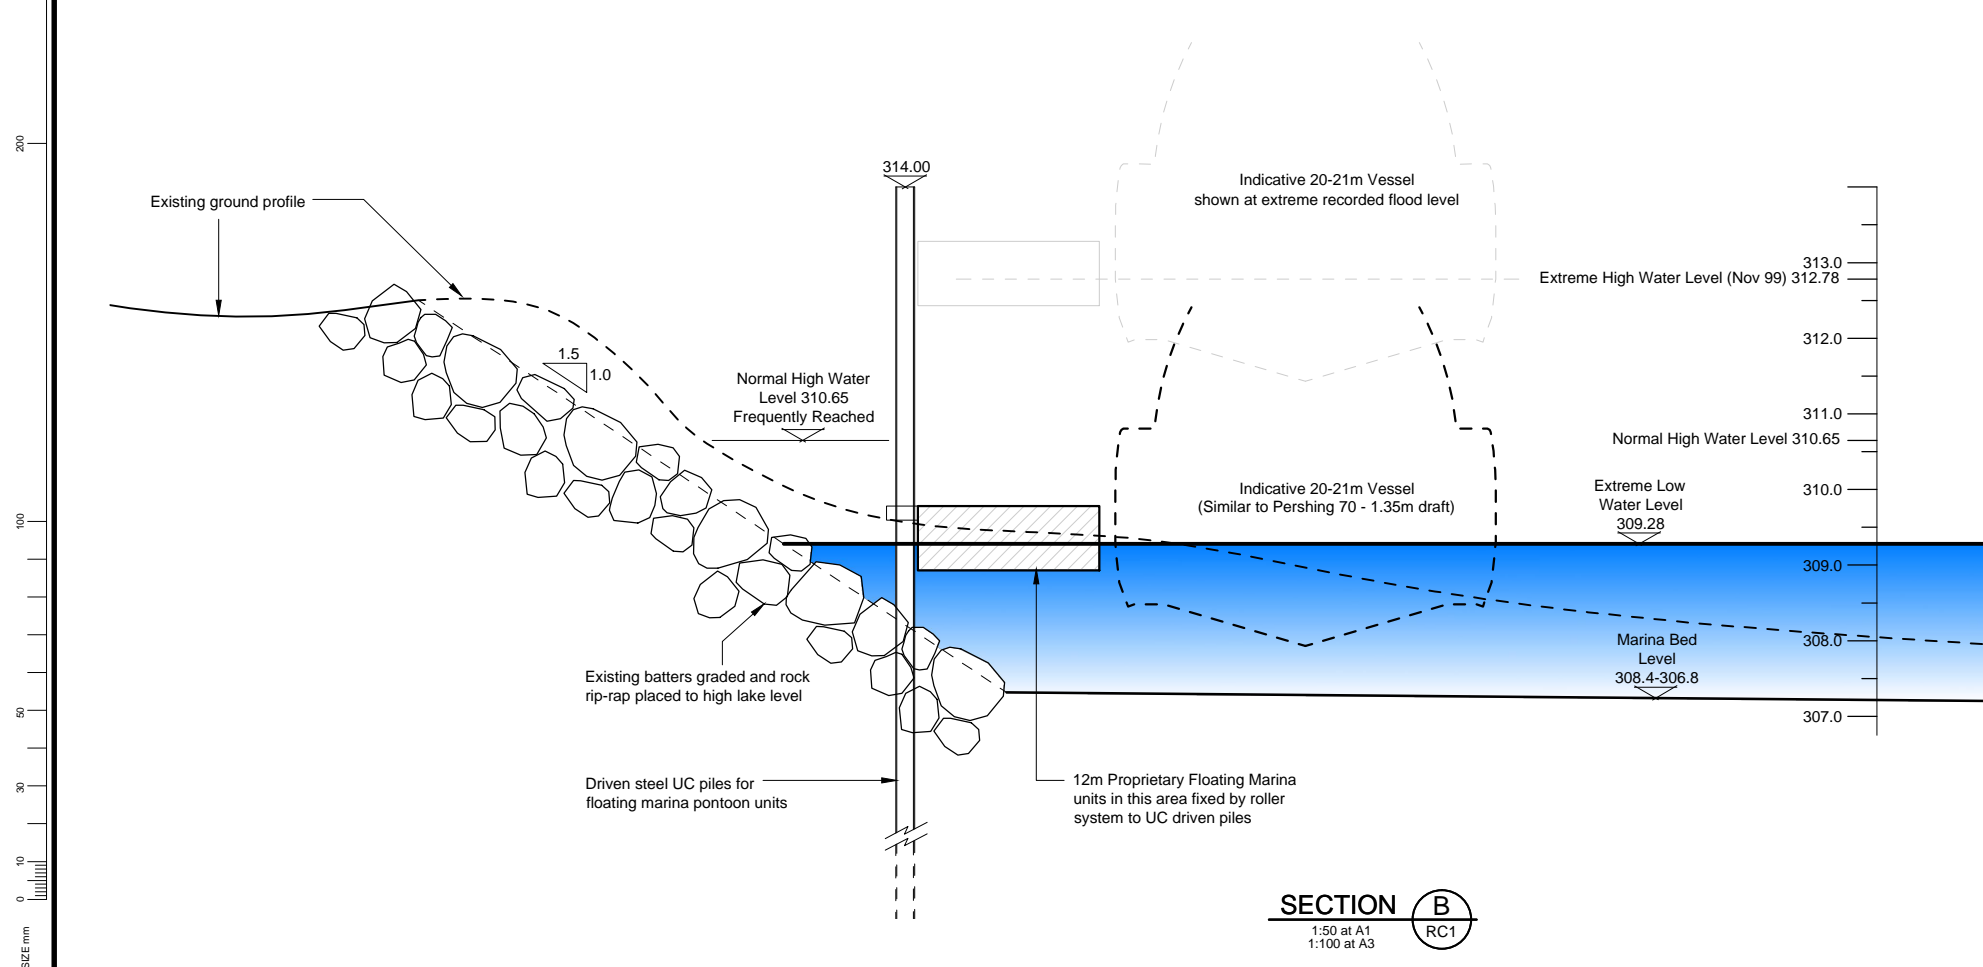 200
100
50
30
10
0
SIZE mm
Existing ground profile
314.00
1.5
1.0
Normal High Water
Level 310.65
Frequently Reached
Indicative 20-21m Vessel
shown at extreme recorded flood level
313.0
Extreme High Water Level (Nov 99) 312.78
312.0
311.0
Normal High Water Level 310.65
310.0
Indicative 20-21m Vessel
(Similar to Pershing 70 - 1.35m draft)
Extreme Low
Water Level
309.28
309.0
308.0
Marina Bed
Level
308.4-306.8
307.0
Existing batters graded and rock
rip-rap placed to high lake level
Driven steel UC piles for
floating marina pontoon units
12m Proprietary Floating Marina
units in this area fixed by roller
system to UC driven piles
SECTION
1:50 at A1
1:100 at A3
B
RC1